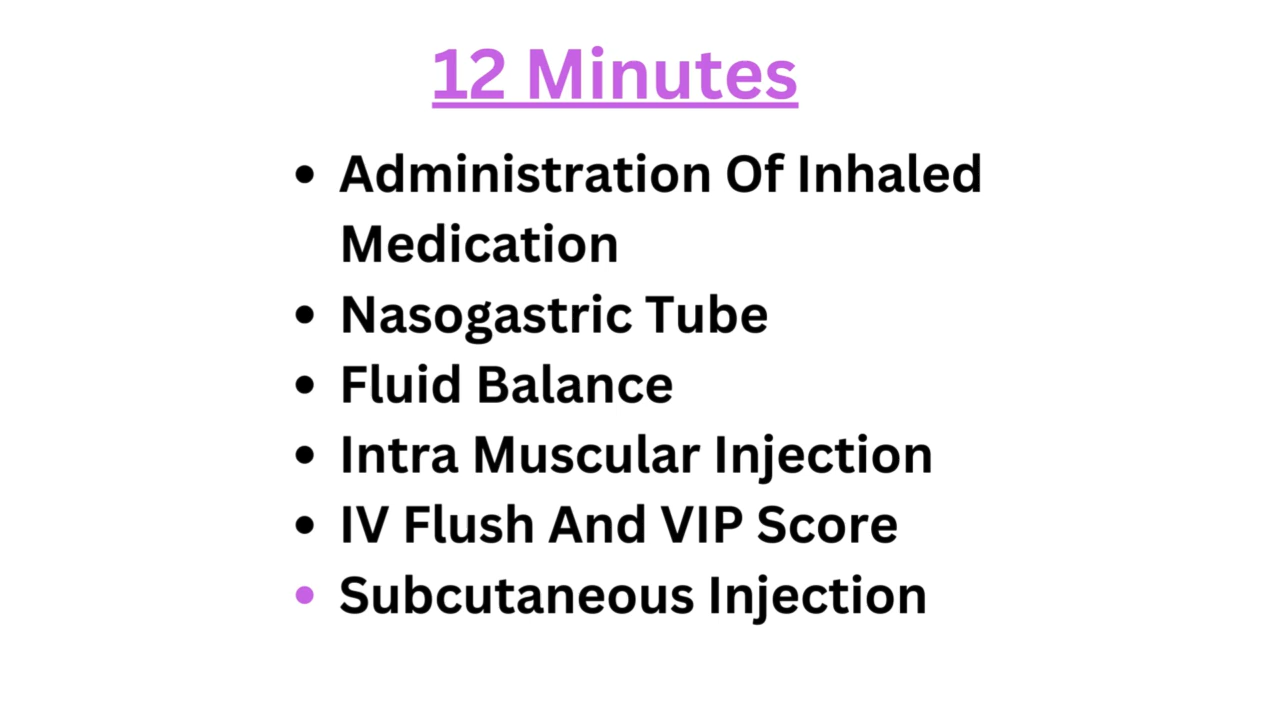 12 Minutes
• Administration Of Inhaled
Medication
• Nasogastric Tube
• Fluid Balance
• Intra Muscular Injection
• IV Flush And VIP Score
• Subcutaneous Injection